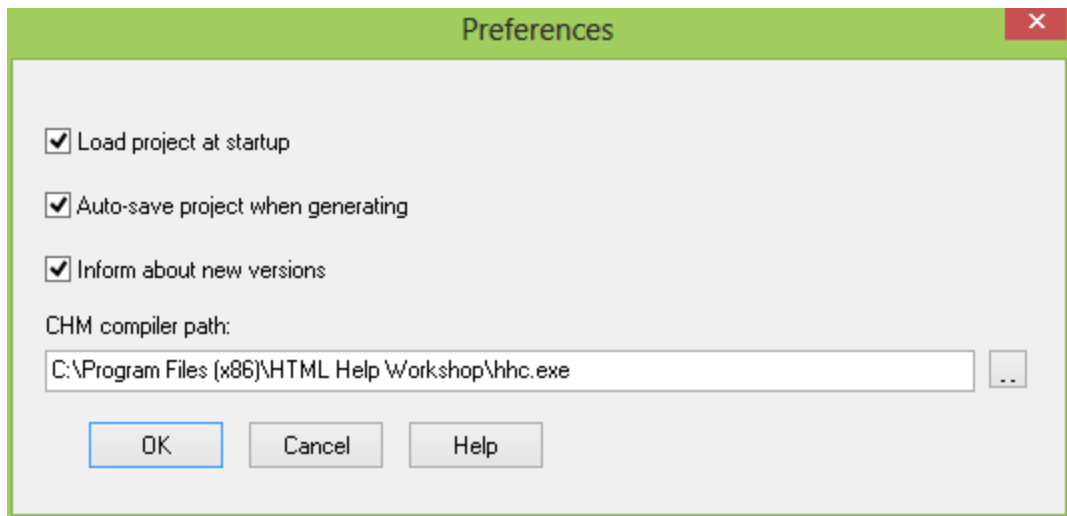 Preferences
Load project at startup
Auto-save project when generating
Inform about new versions
CHM compiler path:
C:\Program Files (x86)\HTML Help Workshop\hhc.exe
..
OK Cancel Help